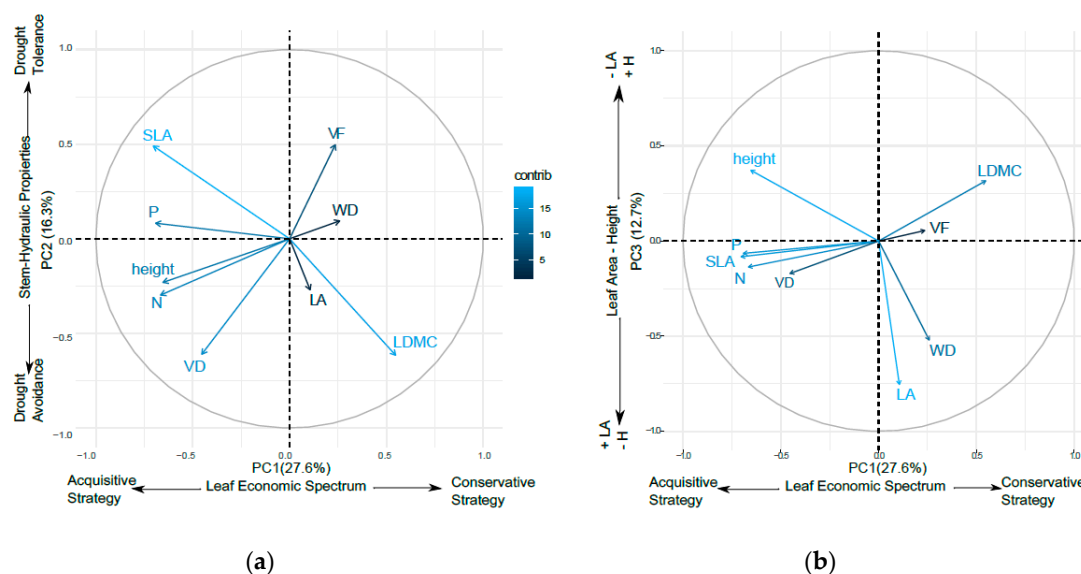 Drought
Tolerance
Stem-Hydraulic Propierties
PC2 (16.3%)
Drought
Avoidance
1.0
0.5
0.0
−0.5
−1.0
SLA
VF
P
WD
height
N
LA
VD
LDMC
−1.0
−0.5
0.0
0.5
1.0
PC1(27.6%)
Acquisitive
Strategy
Leaf Economic Spectrum
Conservative
Strategy
(a)
contrib
15
10
5
- LA
+ H
Leaf Area - Height
PC3 (12.7%)
+ LA
- H
1.0
0.5
0.0
−0.5
−1.0
height
LDMC
VF
P
SLA
N
VD
WD
LA
−1.0
−0.5
0.0
0.5
1.0
PC1(27.6%)
Acquisitive
Strategy
Leaf Economic Spectrum
Conservative
Strategy
(b)